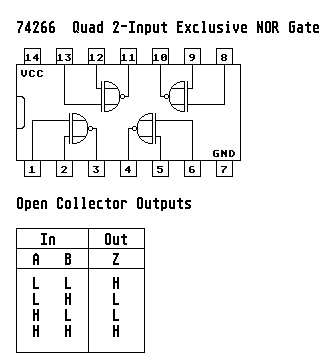 74266 Quad 2-Input Exclusive NOR Gate
14 13 12 11 10 9 8
VCC
GND
1 2 3 4 5 6 7
Open Collector Outputs
In Out
A B Z
L L H
L H L
H L L
H H H